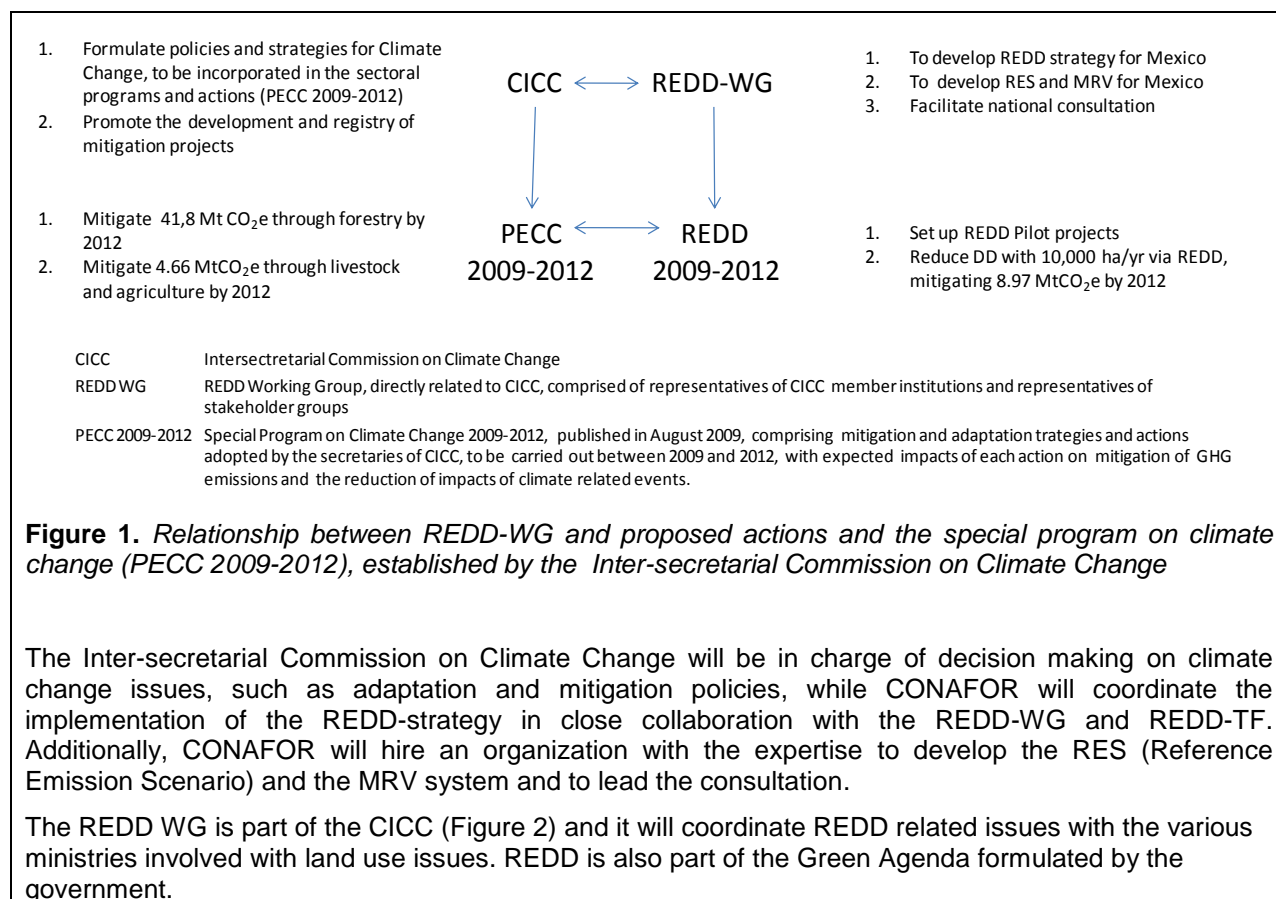 1. Formulate policies and strategies for Climate
Change, to be incorporated in the sectoral
programs and actions (PECC 2009-2012)
2. Promote the development and registry of
mitigation projects
CICC REDD-WG
1. To develop REDD strategy for Mexico
2. To develop RES and MRV for Mexico
3. Facilitate national consultation
1. Mitigate 41,8 Mt CO₂e through forestry by
2012
2. Mitigate 4.66 MtCO₂e through livestock
and agriculture by 2012
PECC REDD
2009-2012 2009-2012
1. Set up REDD Pilot projects
2. Reduce DD with 10,000 ha/yr via REDD,
mitigating 8.97 MtCO₂e by 2012
CICC Intersectretarial Commission on Climate Change
REDD WG REDD Working Group, directly related to CICC, comprised of representatives of CICC member institutions and representatives of
stakeholder groups
PECC 2009-2012 Special Program on Climate Change 2009-2012, published in August 2009, comprising mitigation and adaptation trategies and actions
adopted by the secretaries of CICC, to be carried out between 2009 and 2012, with expected impacts of each action on mitigation of GHG
emissions and the reduction of impacts of climate related events.
Figure 1. Relationship between REDD-WG and proposed actions and the special program on climate
change (PECC 2009-2012), established by the Inter-secretarial Commission on Climate Change
The Inter-secretarial Commission on Climate Change will be in charge of decision making on climate
change issues, such as adaptation and mitigation policies, while CONAFOR will coordinate the
implementation of the REDD-strategy in close collaboration with the REDD-WG and REDD-TF.
Additionally, CONAFOR will hire an organization with the expertise to develop the RES (Reference
Emission Scenario) and the MRV system and to lead the consultation.
The REDD WG is part of the CICC (Figure 2) and it will coordinate REDD related issues with the various
ministries involved with land use issues. REDD is also part of the Green Agenda formulated by the
government.